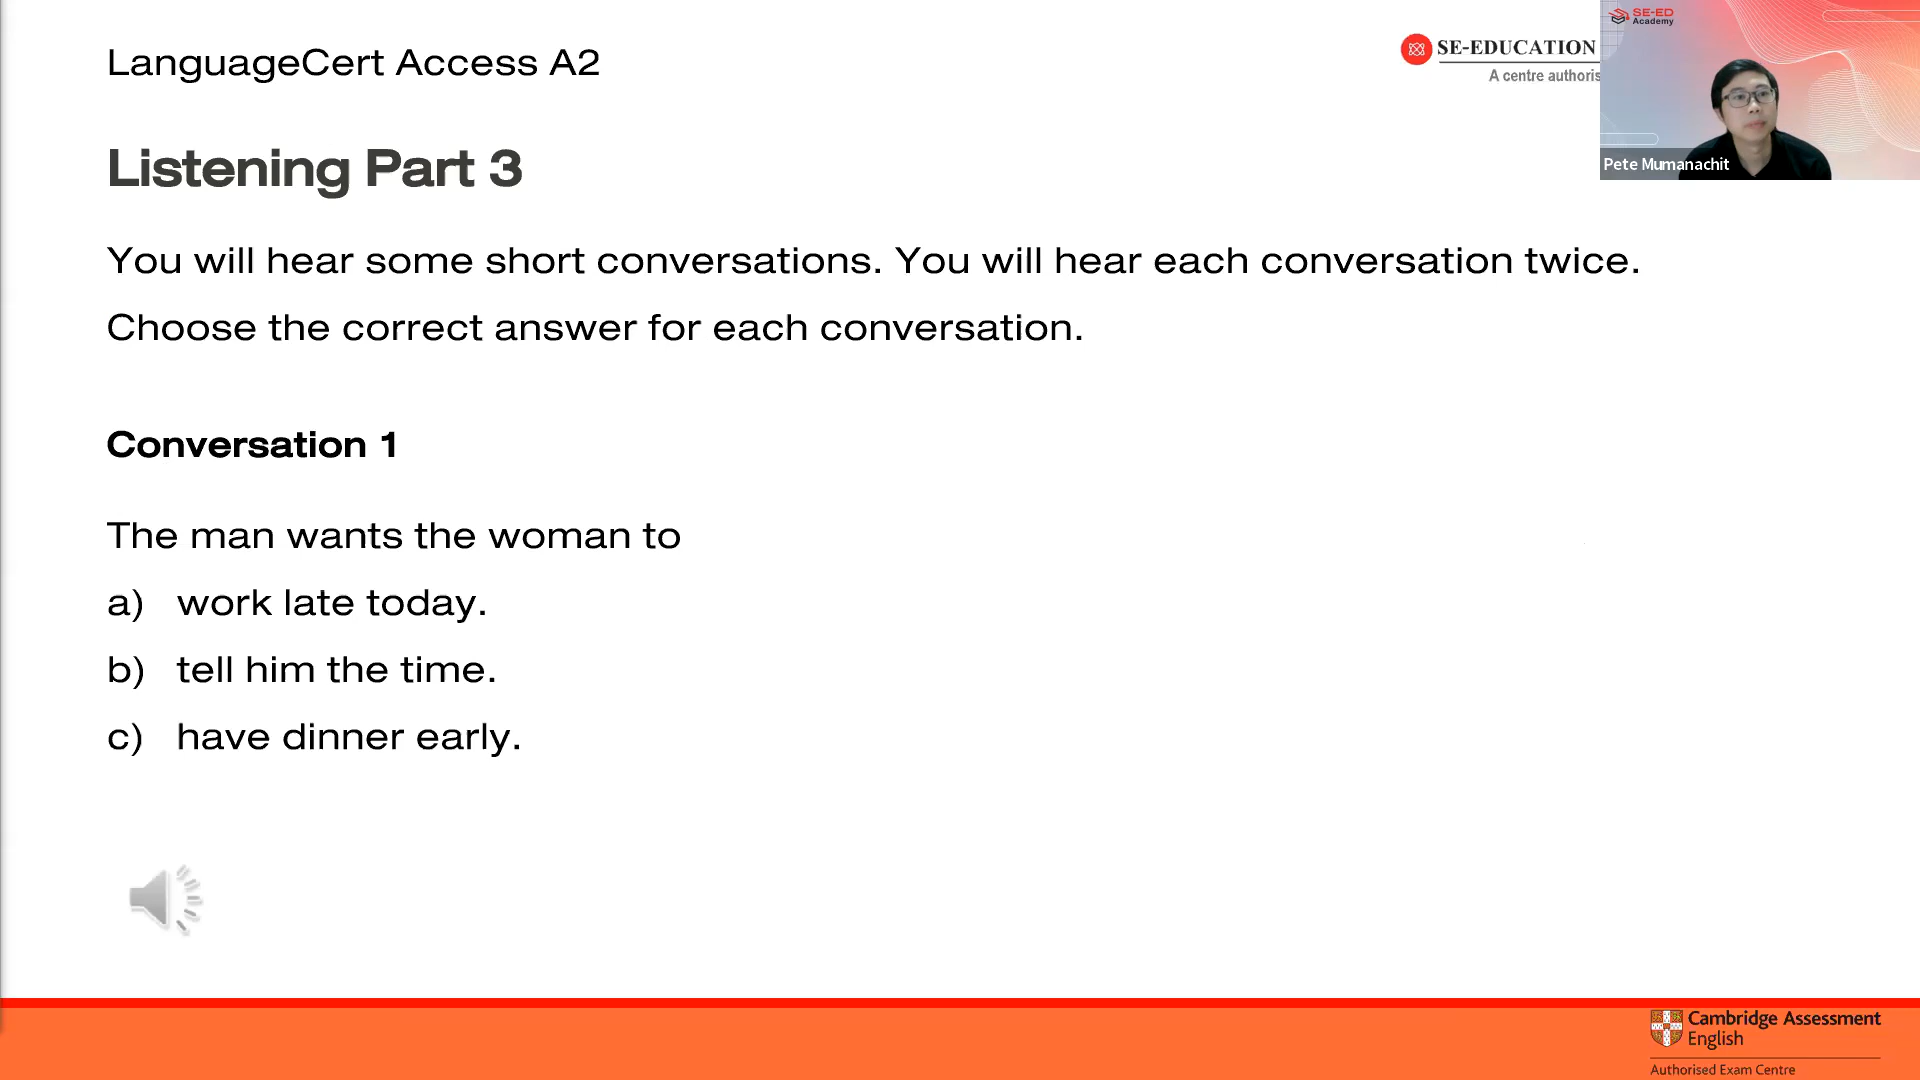 LanguageCert Access A2
SE-EDUCATION
A centre authoris
SE-ED
Academy
Pete Mumanachit
Listening Part 3
You will hear some short conversations. You will hear each conversation twice.
Choose the correct answer for each conversation.
Conversation 1
The man wants the woman to
a) work late today.
b) tell him the time.
c) have dinner early.
Cambridge Assessment
English
Authorised Exam Centre